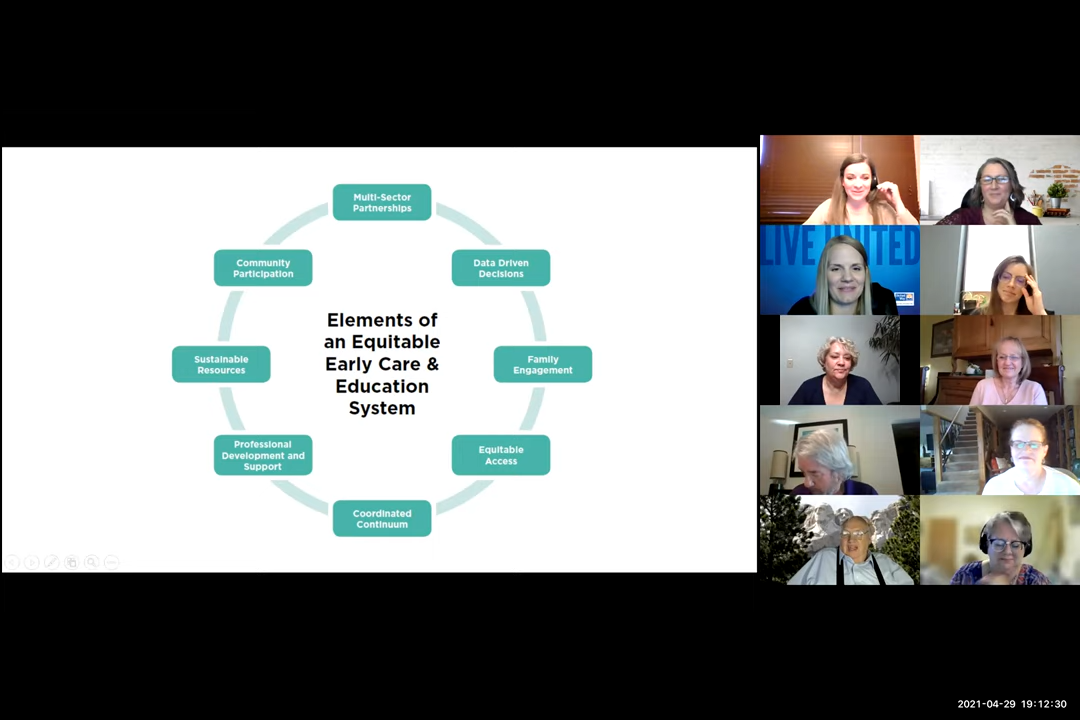 Multi-Sector
Partnerships
Community
Participation
Data Driven
Decisions
Elements of
an Equitable
Early Care &
Education
System
Sustainable
Resources
Family
Engagement
Professional
Development and
Support
Equitable
Access
Coordinated
Continuum
LIVE UNITED
2021-04-29 19:12:30